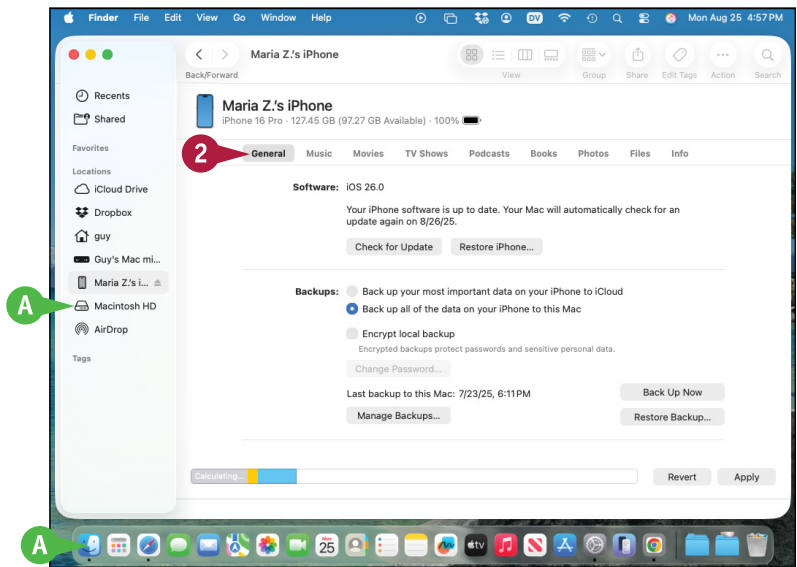 Finder File Edit View Go Window Help DV Mon Aug 25 4:57 PM
Maria Z.'s iPhone
Back/Forward View Group Share Edit Tags Action Search
Recents
Shared
Favorites
Locations
iCloud Drive
Dropbox
guy
Guy's Mac mi...
Maria Z.'s i...
A
Macintosh HD
AirDrop
Tags
Maria Z.'s iPhone
iPhone 16 Pro · 127.45 GB (97.27 GB Available) · 100%
2
General Music Movies TV Shows Podcasts Books Photos Files Info
Software: iOS 26.0
Your iPhone software is up to date. Your Mac will automatically check for an
update again on 8/26/25.
Check for Update Restore iPhone...
Backups: Back up your most important data on your iPhone to iCloud
Back up all of the data on your iPhone to this Mac
Encrypt local backup
Encrypted backups protect passwords and sensitive personal data.
Change Password...
Last backup to this Mac: 7/23/25, 6:11 PM Back Up Now
Manage Backups... Restore Backup...
Calculating... Revert Apply
A
Mon
25
tv